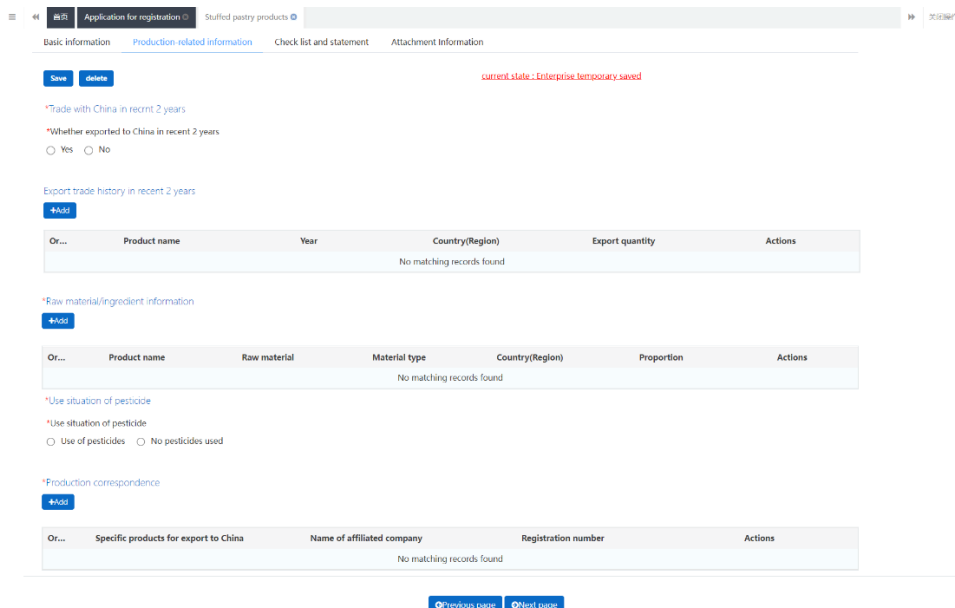 首页 Application for registration Stuffed pastry products
Basic information Production-related information Check list and statement Attachment Information
Save delete current state : Enterprise temporary saved
*Trade with China in recrnt 2 years
*Whether exported to China in recent 2 years
Yes No
Export trade history in recent 2 years
+Add
Or... Product name Year Country(Region) Export quantity Actions
No matching records found
*Raw material/ingredient information
+Add
Or... Product name Raw material Material type Country(Region) Proportion Actions
No matching records found
*Use situation of pesticide
*Use situation of pesticide
Use of pesticides No pesticides used
*Production correspondence
+Add
Or... Specific products for export to China Name of affiliated company Registration number Actions
No matching records found
Previous page Next page